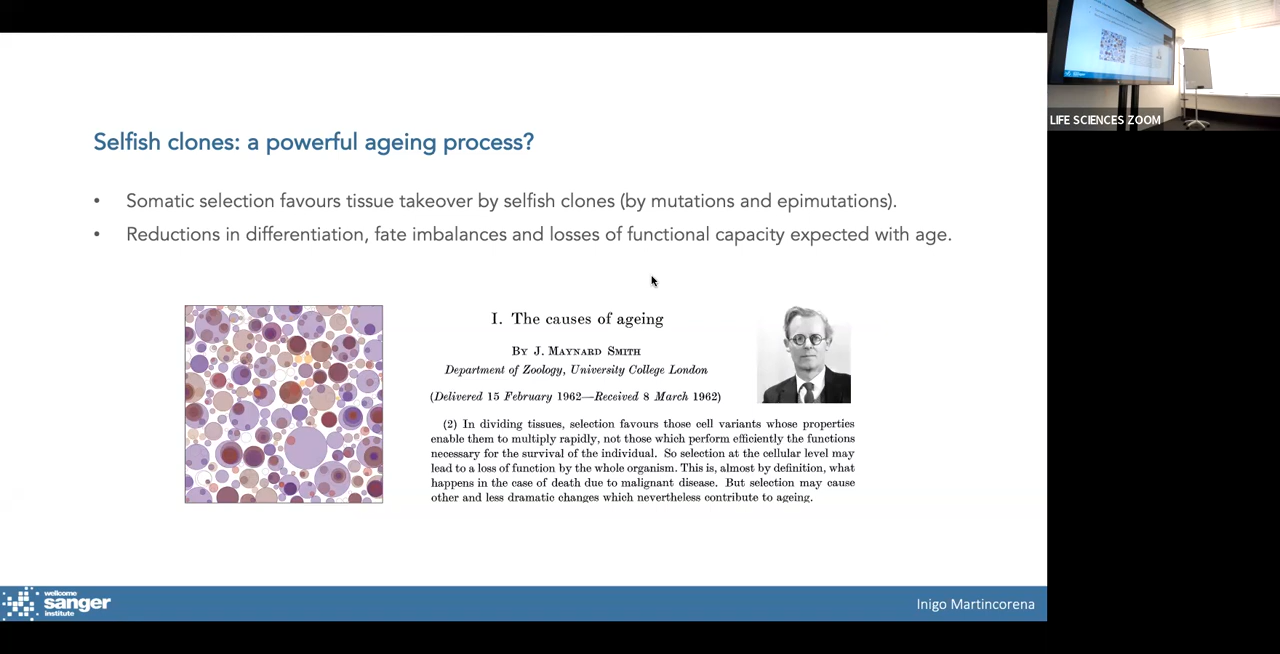 Selfish clones: a powerful ageing process?
• Somatic selection favours tissue takeover by selfish clones (by mutations and epimutations).
• Reductions in differentiation, fate imbalances and losses of functional capacity expected with age.
I. The causes of ageing
By J. Maynard Smith
Department of Zoology, University College London
(Delivered 15 February 1962—Received 8 March 1962)
(2) In dividing tissues, selection favours those cell variants whose properties
enable them to multiply rapidly, not those which perform efficiently the functions
necessary for the survival of the individual. So selection at the cellular level may
lead to a loss of function by the whole organism. This is, almost by definition, what
happens in the case of death due to malignant disease. But selection may cause
other and less dramatic changes which nevertheless contribute to ageing.
wellcome
sanger
institute
Inigo Martincorena
LIFE SCIENCES ZOOM